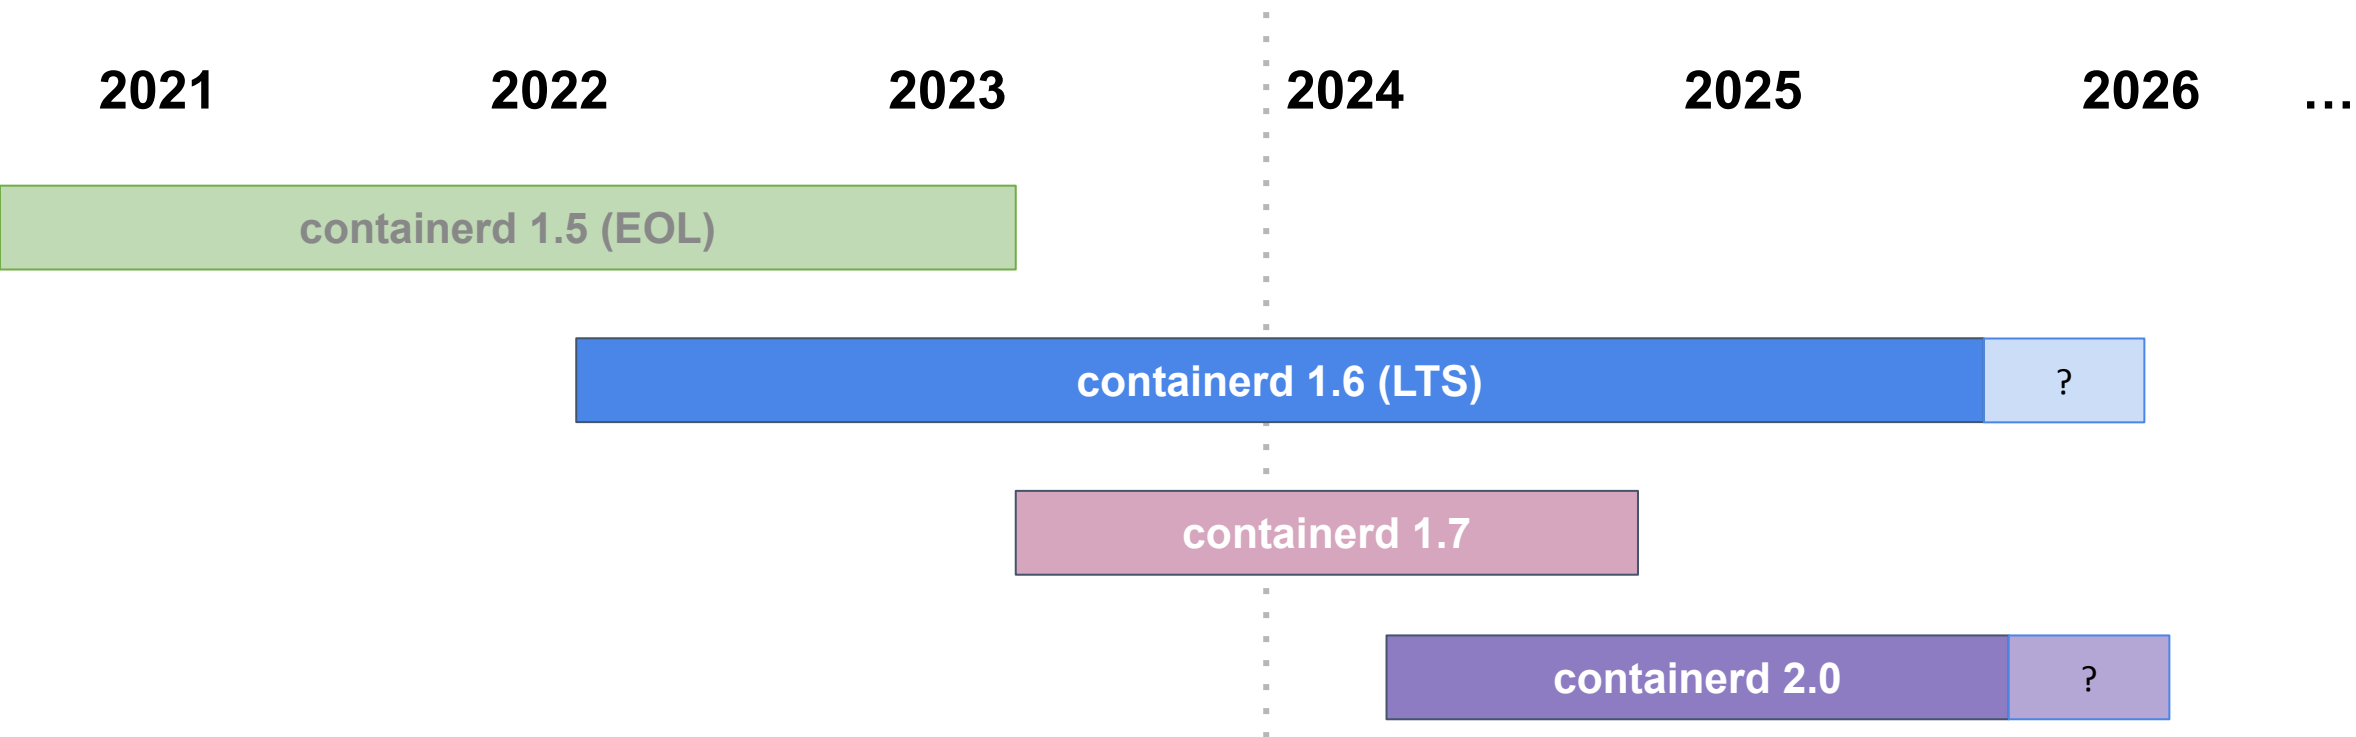 2021 2022 2023 2024 2025 2026 ...
containerd 1.5 (EOL)
containerd 1.6 (LTS) ?
containerd 1.7
containerd 2.0 ?